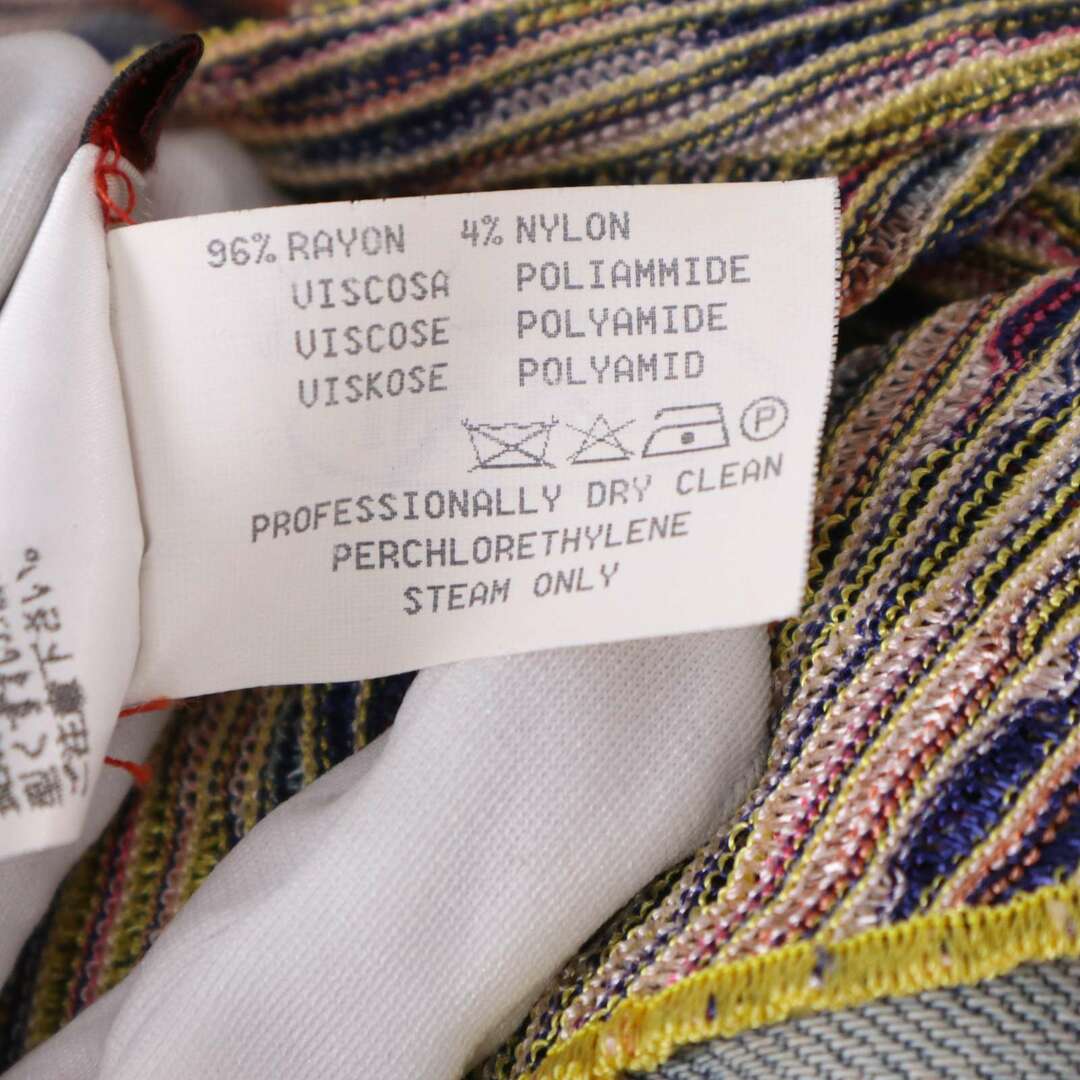 96% RAYON 4% NYLON
VISCOSA POLIAMMIDE
VISCOSE POLYAMIDE
VISKOSE POLYAMID
P
PROFESSIONALLY DRY CLEAN
PERCHLORETHYLENE
STEAM ONLY